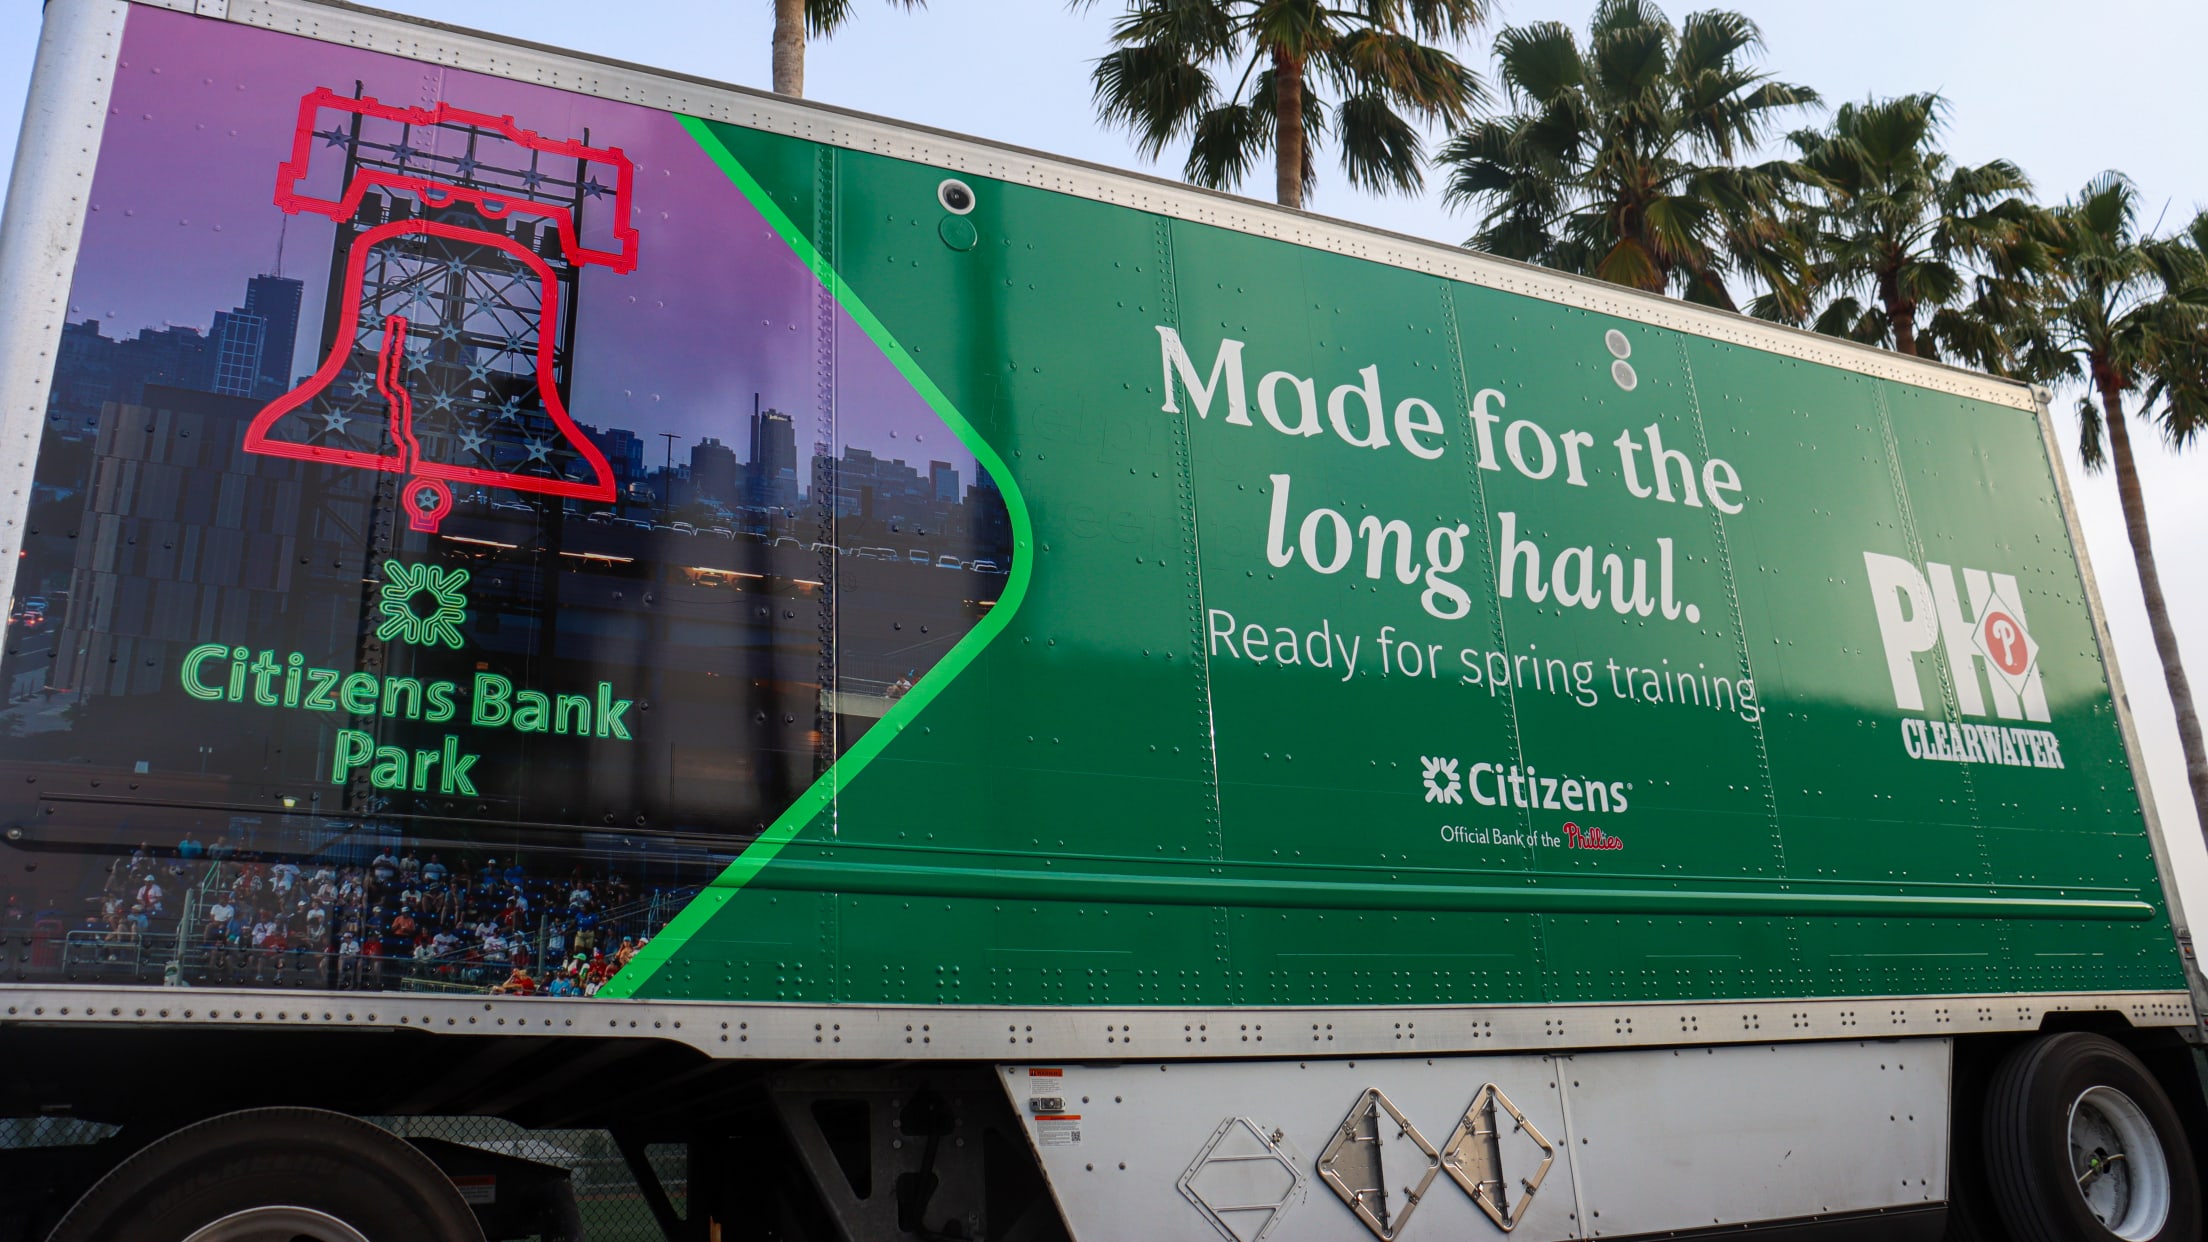 Citizens Bank
Park
Made for the
long haul.
Ready for spring training.
Citizens®
Official Bank of the Phillies
PHI
P
CLEARWATER